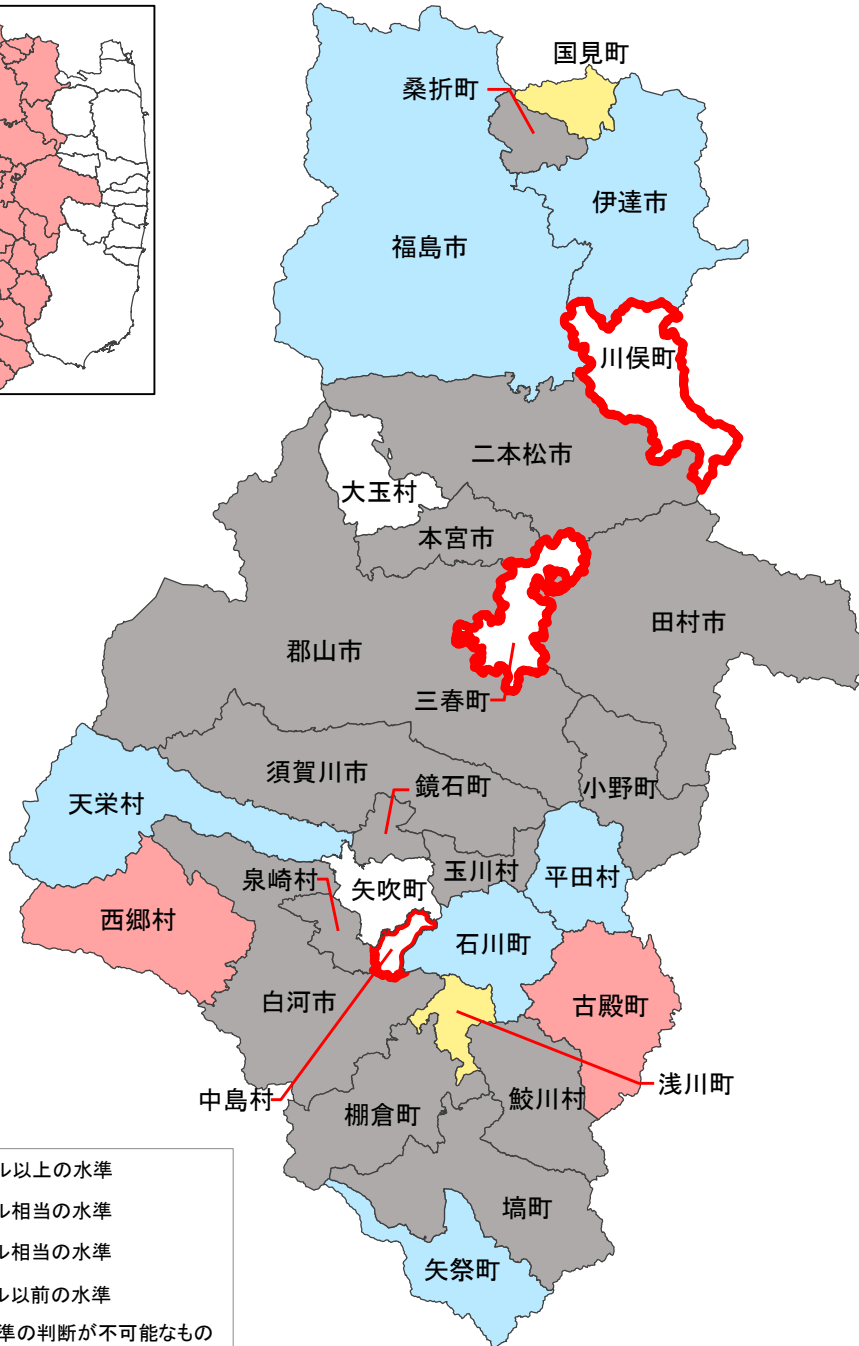 国見町
桑折町
伊達市
福島市
川俣町
二本松市
大玉村
本宮市
田村市
郡山市
三春町
須賀川市
鏡石町
小野町
天栄村
玉川村
平田村
泉崎村
矢吹町
西郷村
石川町
白河市
古殿町
浅川町
中島村
鮫川村
棚倉町
塙町
矢祭町
ル以上の水準
ル相当の水準
ル相当の水準
ル以前の水準
準の判断が不可能なもの